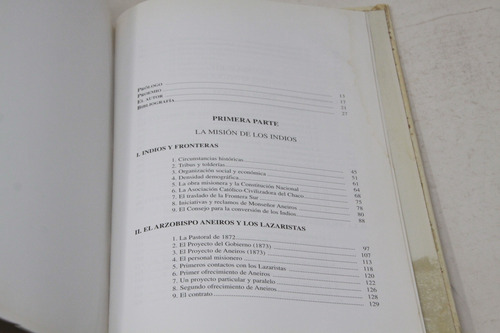 PRÓLOGO 13
PROEMIO 17
EL AUTOR 23
BIBLIOGRAFÍA 27
PRIMERA PARTE
LA MISIÓN DE LOS INDIOS
I. INDIOS Y FRONTERAS
1. Circunstancias históricas
2. Tribus y tolderías
3. Organización social y económica 45
4. Densidad demográfica 51
5. La obra misionera y la Constitución Nacional 61
6. La Asociación Católico Civilizadora del Chaco 64
7. El traslado de la Frontera Sur 68
8. Iniciativas y reclamos de Monseñor Aneiros 75
9. El Consejo para la conversión de los Indios 78
80
88
II. EL ARZOBISPO ANEIROS Y LOS LAZARISTAS
1. La Pastoral de 1872
2. El Proyecto del Gobierno (1873) 97
3. El Proyecto de Aneiros (1873) 107
4. El personal misionero 113
5. Primeros contactos con los Lazaristas 118
6. Primer ofrecimiento de Aneiros 120
7. Un proyecto particular y paralelo 122
8. Segundo ofrecimiento de Aneiros 126
9. El contrato 129